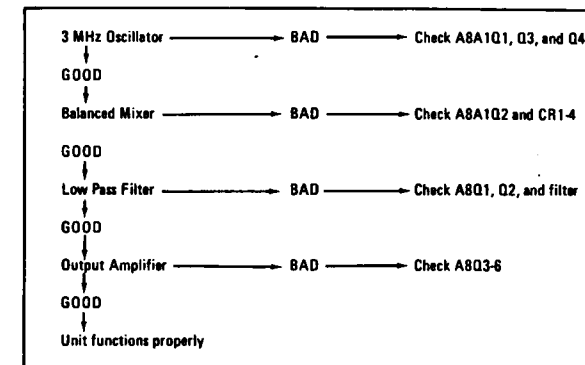 3 MHz Oscillator BAD Check A8A1Q1, Q3, and Q4
GOOD
Balanced Mixer BAD Check A8A1Q2 and CR1-4
GOOD
Low Pass Filter BAD Check A8Q1, Q2, and filter
GOOD
Output Amplifier BAD Check A8Q3-6
GOOD
Unit functions properly